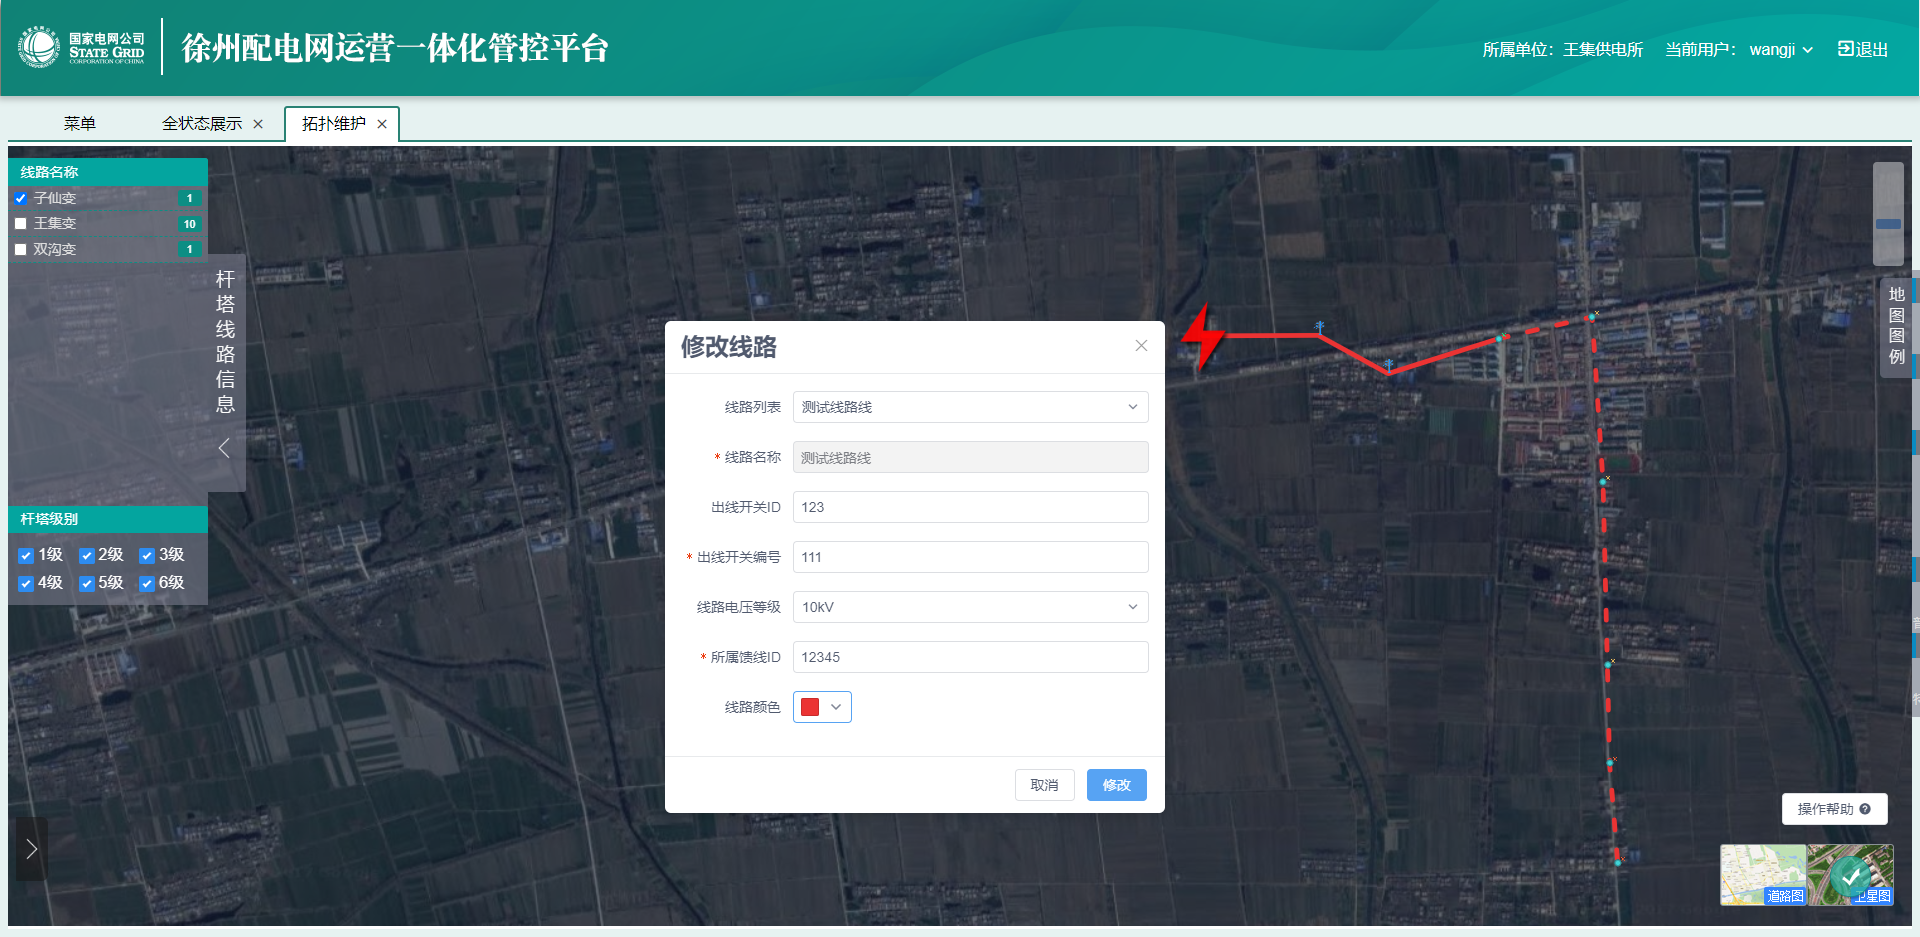 国家电网公司
STATE GRID
CORPORATION OF CHINA
徐州配电网运营一体化管控平台
所属单位：王集供电所
当前用户： wangji
退出
菜单
全状态展示
拓扑维护
线路名称
子仙变 1
王集变 10
双沟变 1
杆塔线路信息
杆塔级别
1级 2级 3级
4级 5级 6级
修改线路
线路列表 测试线路线
* 线路名称 测试线路线
出线开关ID 123
* 出线开关编号 111
线路电压等级 10kV
* 所属馈线ID 12345
线路颜色
取消 修改
地图图例
操作帮助
道路图
卫星图